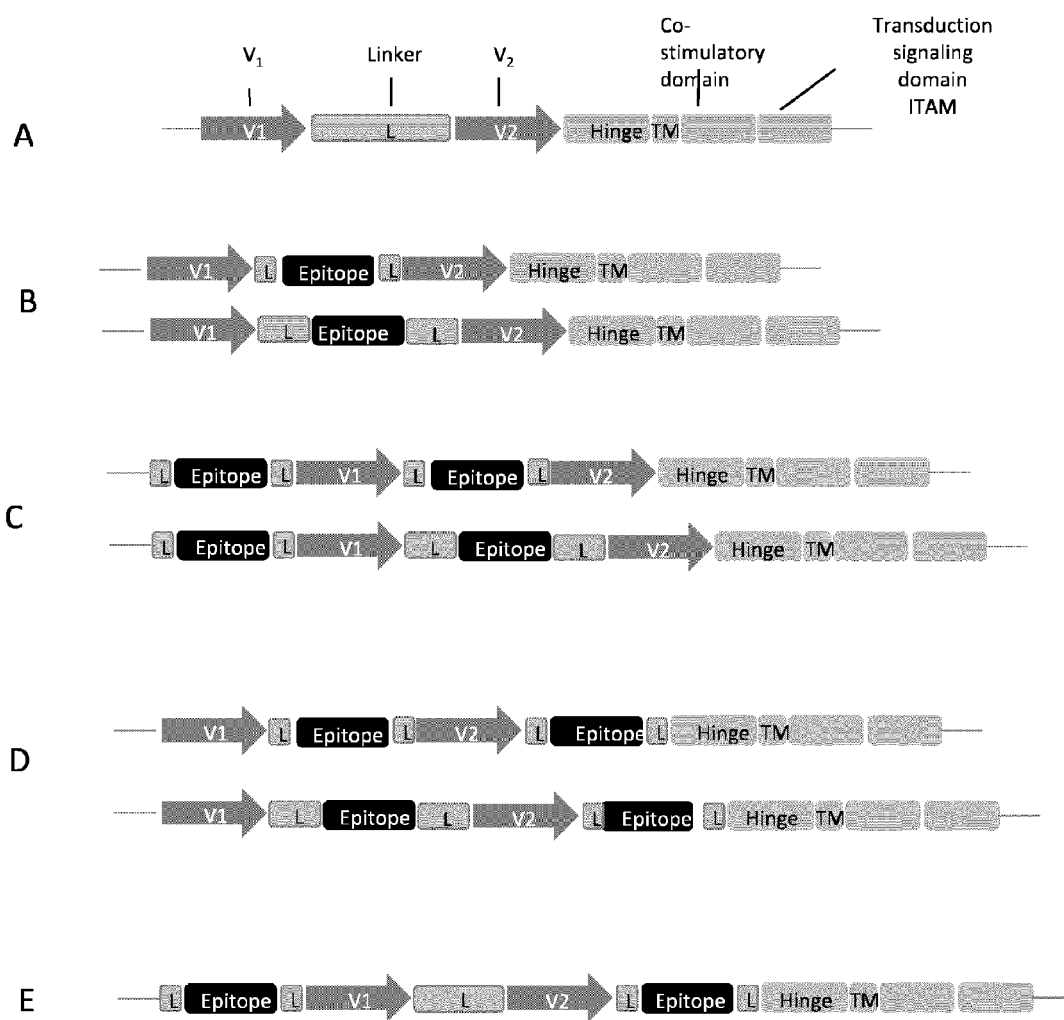 V1 Linker V2 Co-stimulatory domain Transduction signaling domain ITAM
A V1 L V2 Hinge TM
B
V1 L Epitope L V2 Hinge TM
V1 L Epitope L V2 Hinge TM
C
L Epitope L V1 L Epitope L V2 Hinge TM
L Epitope L V1 L Epitope L V2 Hinge TM
D
V1 L Epitope L V2 L Epitope L Hinge TM
V1 L Epitope L V2 L Epitope L Hinge TM
E L Epitope L V1 L V2 L Epitope L Hinge TM